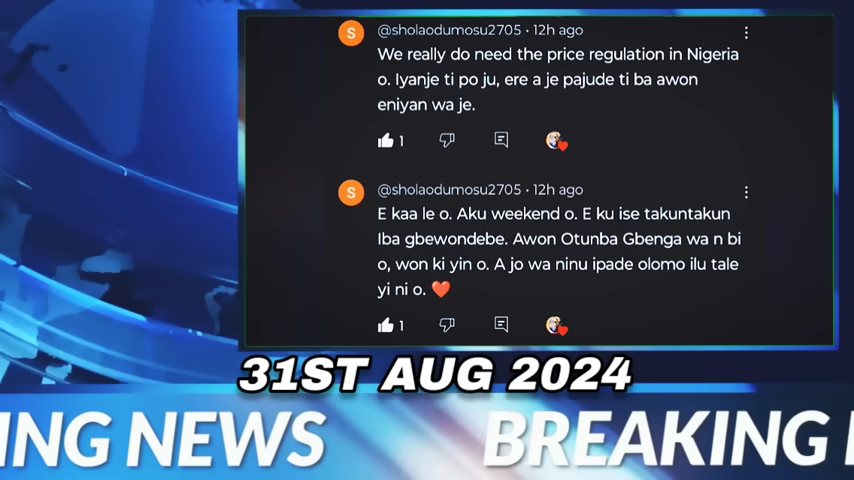 @sholaodumosu2705 • 12h ago
We really do need the price regulation in Nigeria
o. Iyanje ti po ju, ere a je pajude ti ba awon
eniyan wa je.
1
@sholaodumosu2705 • 12h ago
E kaa le o. Aku weekend o. E ku ise takuntakun
Iba gbewondebe. Awon Otunba Gbenga wa n bi
o, won ki yin o. A jo wa ninu ipade olomo ilu tale
yi ni o. ❤️
1
31ST AUG 2024
ING NEWS BREAKING